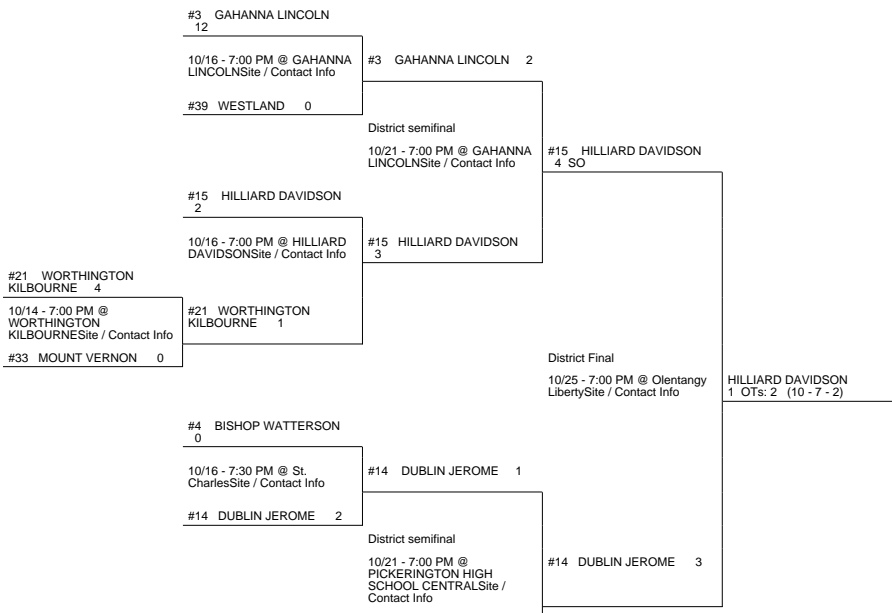 #3 GAHANNA LINCOLN
12
10/16 - 7:00 PM @ GAHANNA
LINCOLNSite / Contact Info
#39 WESTLAND 0
#3 GAHANNA LINCOLN 2
District semifinal
10/21 - 7:00 PM @ GAHANNA
LINCOLNSite / Contact Info
#15 HILLIARD DAVIDSON
4 SO
#15 HILLIARD DAVIDSON
2
10/16 - 7:00 PM @ HILLIARD
DAVIDSONSite / Contact Info
#15 HILLIARD DAVIDSON
3
#21 WORTHINGTON
KILBOURNE 4
10/14 - 7:00 PM @
WORTHINGTON
KILBOURNESite / Contact Info
#33 MOUNT VERNON 0
#21 WORTHINGTON
KILBOURNE 1
District Final
10/25 - 7:00 PM @ Olentangy
LibertySite / Contact Info
HILLIARD DAVIDSON
1 OTs: 2 (10 - 7 - 2)
#4 BISHOP WATTERSON
0
10/16 - 7:30 PM @ St.
CharlesSite / Contact Info
#14 DUBLIN JEROME 2
#14 DUBLIN JEROME 1
District semifinal
10/21 - 7:00 PM @
PICKERINGTON HIGH
SCHOOL CENTRALSite /
Contact Info
#14 DUBLIN JEROME 3